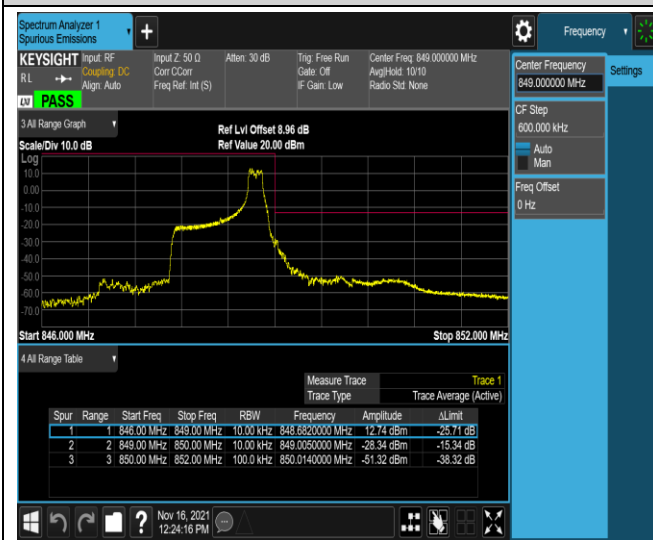 Spectrum Analyzer 1
Spurious Emissions
Frequency
KEYSIGHT
Input: RF
Coupling: DC
Align: Auto
Input Z: 50 Ω
Corr CCorr
Freq Ref: Int (S)
Atten: 30 dB
Trig: Free Run
Gate: Off
IF Gain: Low
Center Freq: 849.000000 MHz
Avg|Hold: 10/10
Radio Std: None
RL
LXI PASS
Center Frequency
849.000000 MHz
Settings
CF Step
600.000 kHz
Auto
Man
Freq Offset
0 Hz
3 All Range Graph
Ref Lvl Offset 8.96 dB
Scale/Div 10.0 dB
Ref Value 20.00 dBm
Log
10.0
0.00
-10.0
-20.0
-30.0
-40.0
-50.0
-60.0
-70.0
Start 846.000 MHz
Stop 852.000 MHz
4 All Range Table
Measure Trace Trace 1
Trace Type Trace Average (Active)
Spur Range Start Freq Stop Freq RBW Frequency Amplitude ΔLimit
1 1 846.00 MHz 849.00 MHz 10.00 kHz 848.6820000 MHz 12.74 dBm -25.71 dB
2 2 849.00 MHz 850.00 MHz 10.00 kHz 849.0050000 MHz -28.34 dBm -15.34 dB
3 3 850.00 MHz 852.00 MHz 100.0 kHz 850.0140000 MHz -51.32 dBm -38.32 dB
Nov 16, 2021
12:24:16 PM